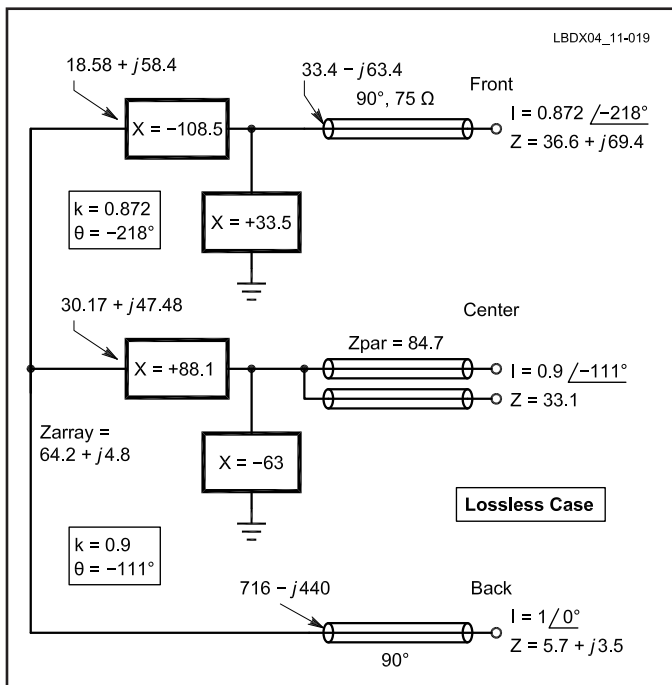 LBDX04_11-019
18.58 + j58.4
33.4 – j63.4
90°, 75 Ω
Front
X = –108.5
I = 0.872 /–218°
Z = 36.6 + j69.4
k = 0.872
θ = –218°
X = +33.5
30.17 + j47.48
Center
Zpar = 84.7
X = +88.1
I = 0.9 /–111°
Z = 33.1
Zarray =
64.2 + j4.8
X = –63
Lossless Case
k = 0.9
θ = –111°
716 – j440
Back
I = 1/0°
Z = 5.7 + j3.5
90°